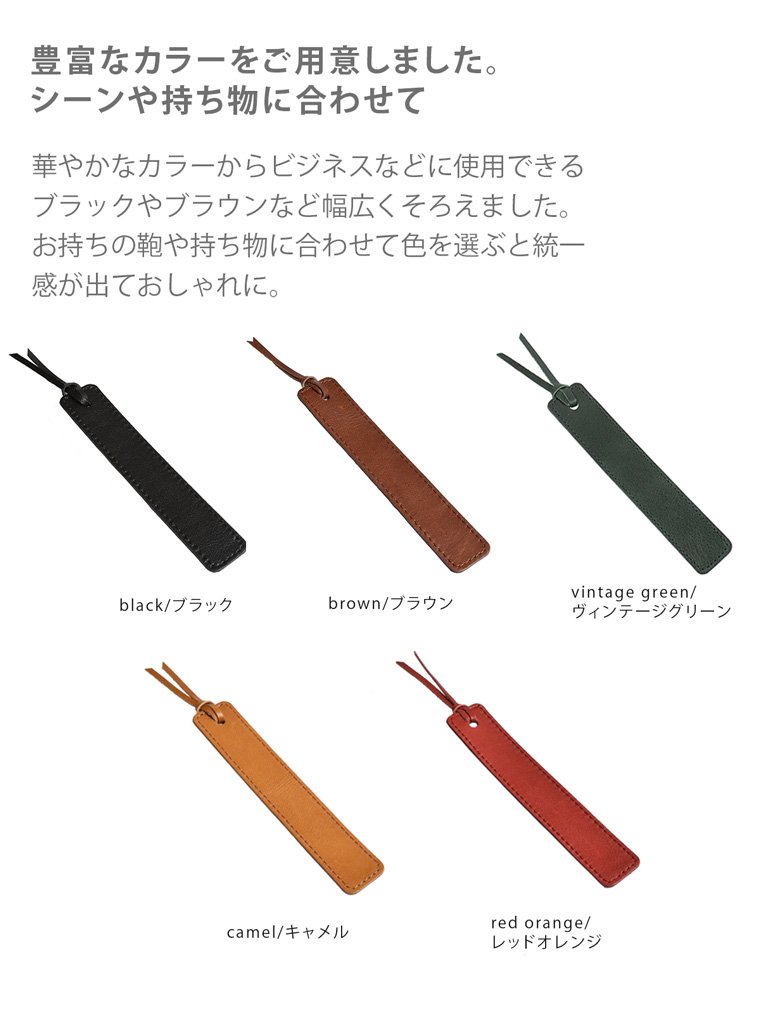 豊富なカラーをご用意しました。
シーンや持ち物に合わせて
華やかなカラーからビジネスなどに使用できる
ブラックやブラウンなど幅広くそろえました。
お持ちの鞄や持ち物に合わせて色を選ぶと統一
感が出ておしゃれに。
black/ブラック
brown/ブラウン
vintage green/
ヴィンテージグリーン
camel/キャメル
red orange/
レッドオレンジ